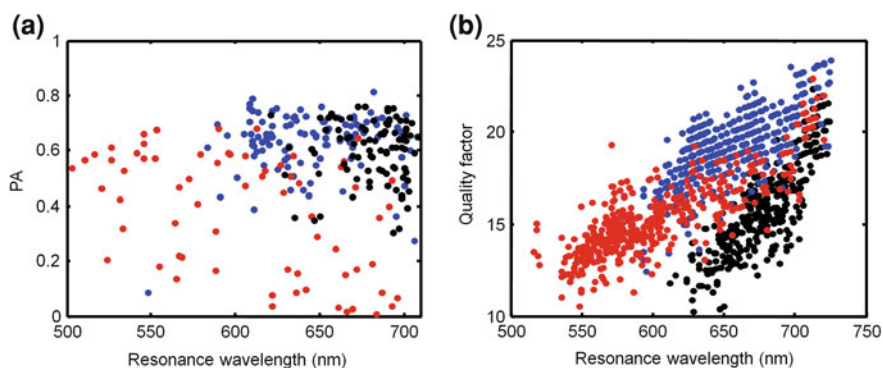 (a)
1
0.8
0.6
0.4
0.2
0
PA
500 550 600 650 700
Resonance wavelength (nm)
(b)
25
20
15
10
Quality factor
500 550 600 650 700 750
Resonance wavelength (nm)